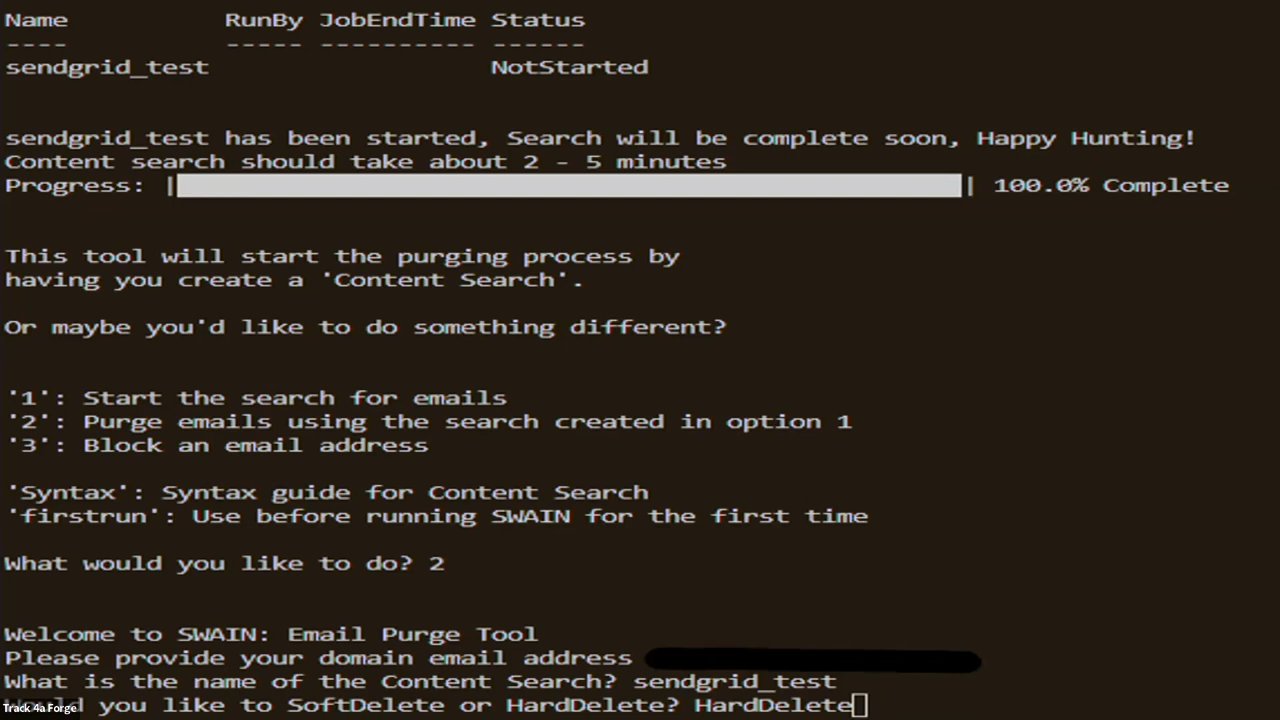 Name RunBy JobEndTime Status
---- ----- ---------- ------
sendgrid_test NotStarted
sendgrid_test has been started, Search will be complete soon, Happy Hunting!
Content search should take about 2 - 5 minutes
Progress: | | 100.0% Complete
This tool will start the purging process by
having you create a 'Content Search'.
Or maybe you'd like to do something different?
'1': Start the search for emails
'2': Purge emails using the search created in option 1
'3': Block an email address
'Syntax': Syntax guide for Content Search
'firstrun': Use before running SWAIN for the first time
What would you like to do? 2
Welcome to SWAIN: Email Purge Tool
Please provide your domain email address
What is the name of the Content Search? sendgrid_test
you like to SoftDelete or HardDelete? HardDelete
Track 4a Forge